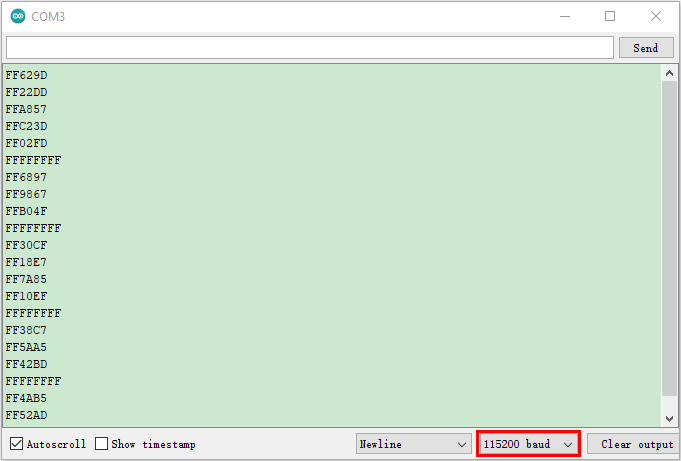 COM3
Send
FF629D
FF22DD
FFA857
FFC23D
FF02FD
FFFFFFFF
FF6897
FF9867
FFB04F
FFFFFFFF
FF30CF
FF18E7
FF7A85
FF10EF
FFFFFFFF
FF38C7
FF5AA5
FF42BD
FFFFFFFF
FF4AB5
FF52AD
Autoscroll Show timestamp Newline 115200 baud Clear output